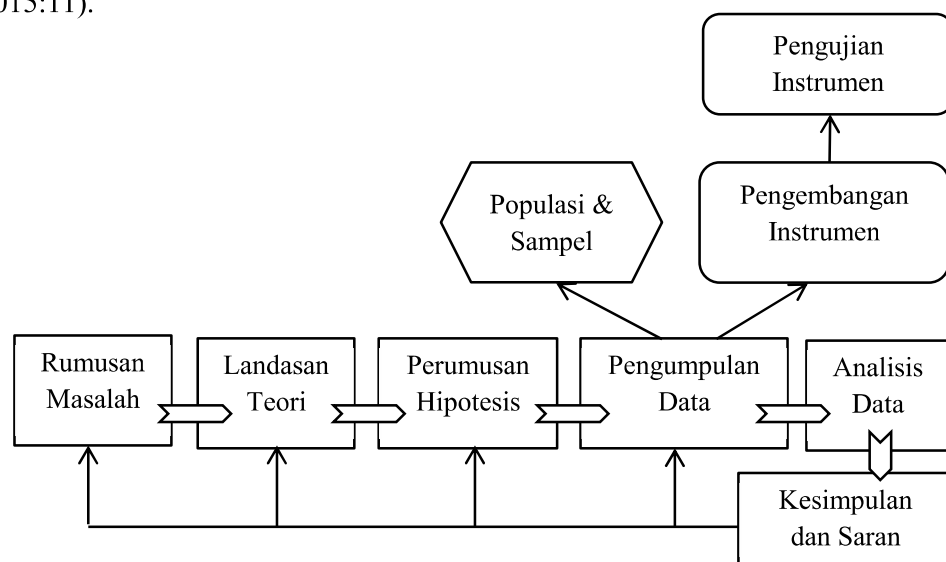 015:11).
Pengujian
Instrumen
Populasi &
Sampel
Pengembangan
Instrumen
Rumusan
Masalah
Landasan
Teori
Perumusan
Hipotesis
Pengumpulan
Data
Analisis
Data
Kesimpulan
dan Saran